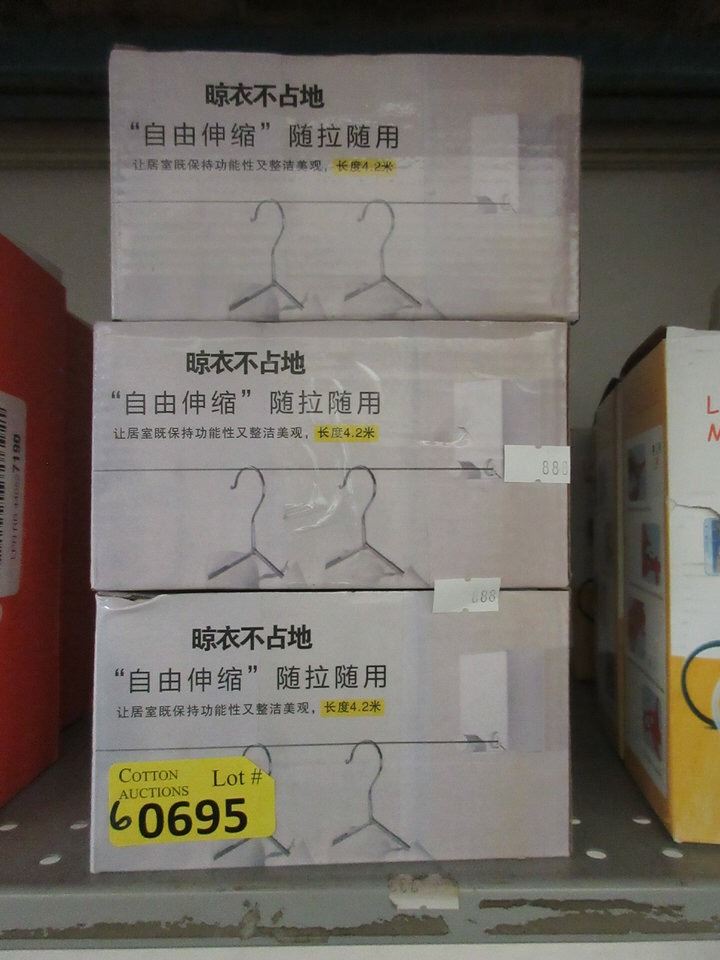 晾衣不占地
“自由伸缩” 随拉随用
让居室既保持功能性又整洁美观，长度4.2米
晾衣不占地
“自由伸缩” 随拉随用
让居室既保持功能性又整洁美观，长度4.2米
888
888
晾衣不占地
“自由伸缩” 随拉随用
让居室既保持功能性又整洁美观，长度4.2米
COTTON AUCTIONS
Lot #
60695